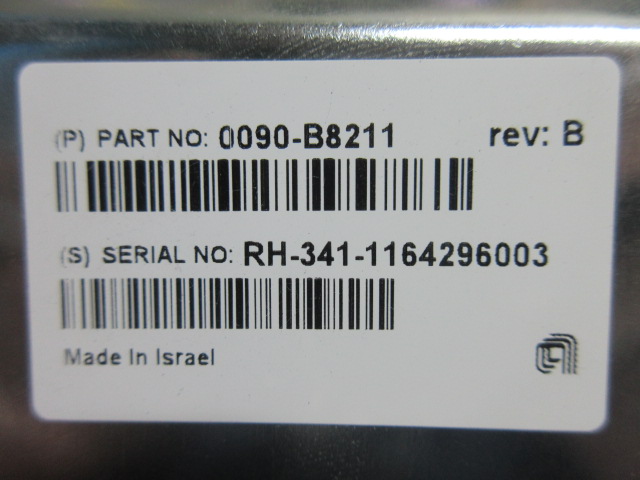 (P) PART NO: 0090-B8211 rev: B
(S) SERIAL NO: RH-341-1164296003
Made In Israel